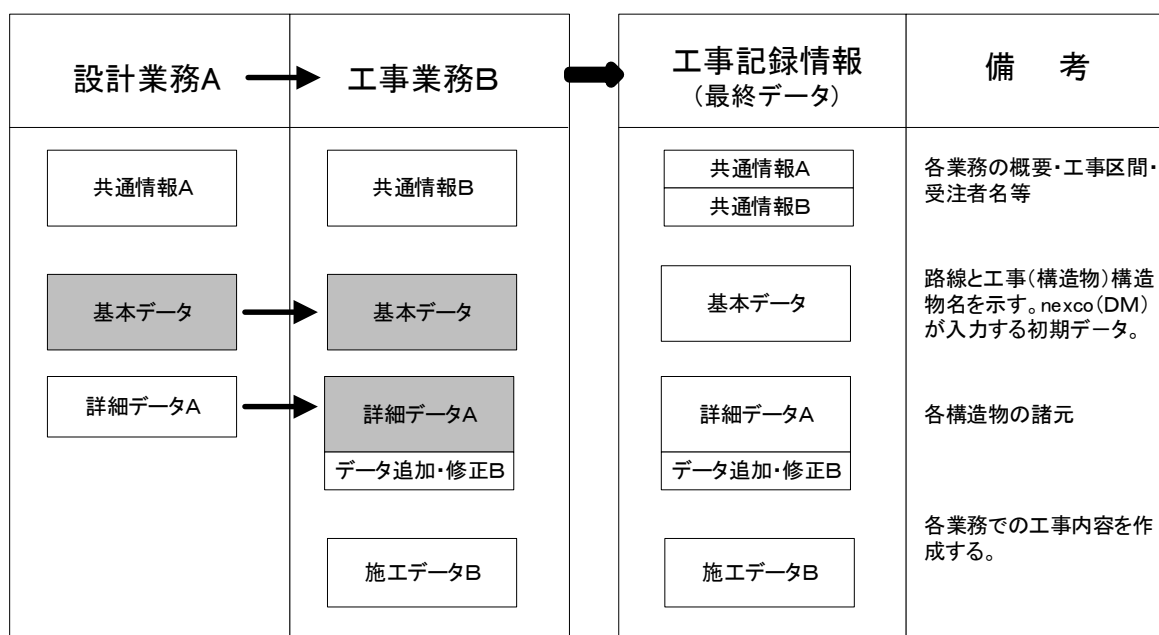 設計業務A
工事業務B
工事記録情報
(最終データ)
備 考
共通情報A
共通情報B
共通情報A
共通情報B
各業務の概要・工事区間・
受注者名等
基本データ
基本データ
基本データ
路線と工事(構造物)構造
物名を示す。nexco(DM)
が入力する初期データ。
詳細データA
詳細データA
データ追加・修正B
詳細データA
データ追加・修正B
各構造物の諸元
施工データB
施工データB
各業務での工事内容を作
成する。